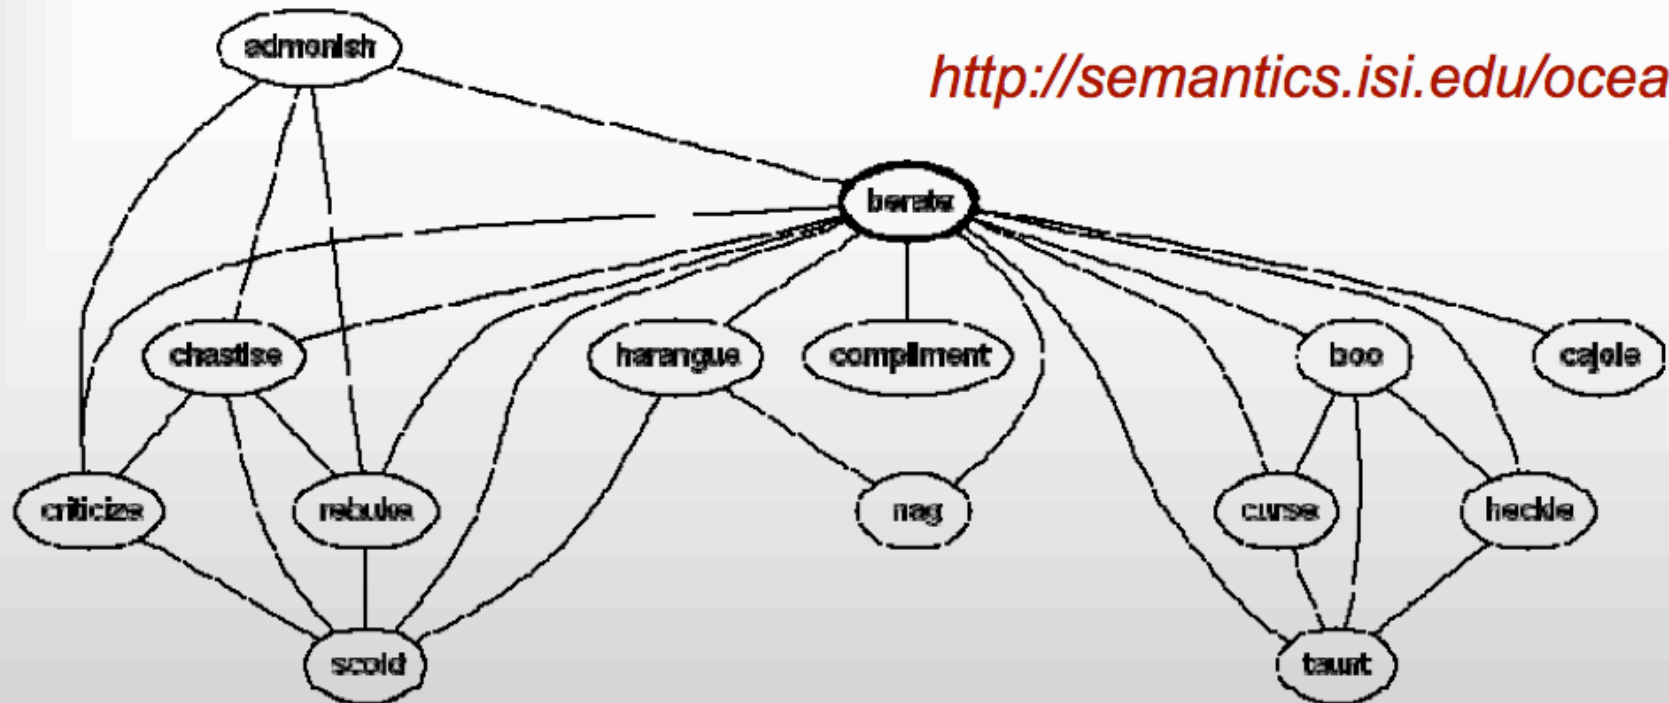 admonish
http://semantics.isi.edu/ocea
berate
chastise
harangue
compliment
boo
cajole
criticize
rebuke
nag
curse
heckle
scold
taunt